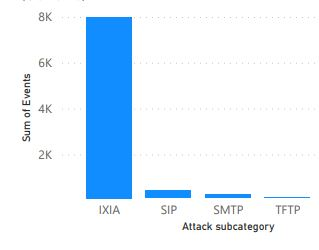 8K
6K
4K
2K
Sum of Events
IXIA SIP SMTP TFTP
Attack subcategory